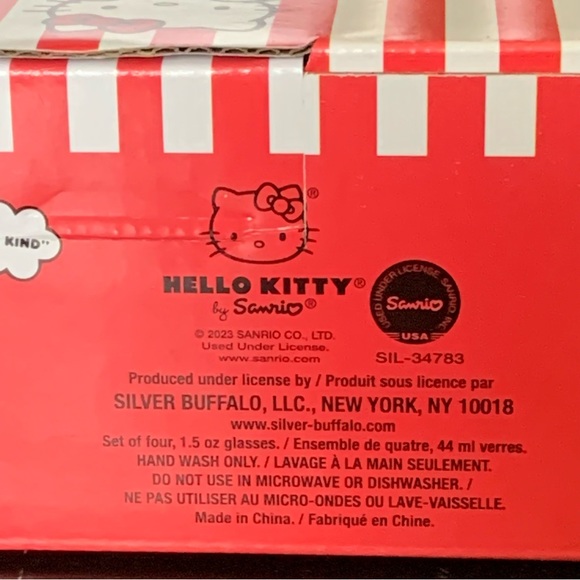 KIND"
®
HELLO KITTY®
by Sanrio®
© 2023 SANRIO CO., LTD.
Used Under License.
www.sanrio.com
USED UNDER LICENSE SANRIO INC.
Sanrio
USA
SIL-34783
Produced under license by / Produit sous licence par
SILVER BUFFALO, LLC., NEW YORK, NY 10018
www.silver-buffalo.com
Set of four, 1.5 oz glasses. / Ensemble de quatre, 44 ml verres.
HAND WASH ONLY. / LAVAGE À LA MAIN SEULEMENT.
DO NOT USE IN MICROWAVE OR DISHWASHER. /
NE PAS UTILISER AU MICRO-ONDES OU LAVE-VAISSELLE.
Made in China. / Fabriqué en Chine.